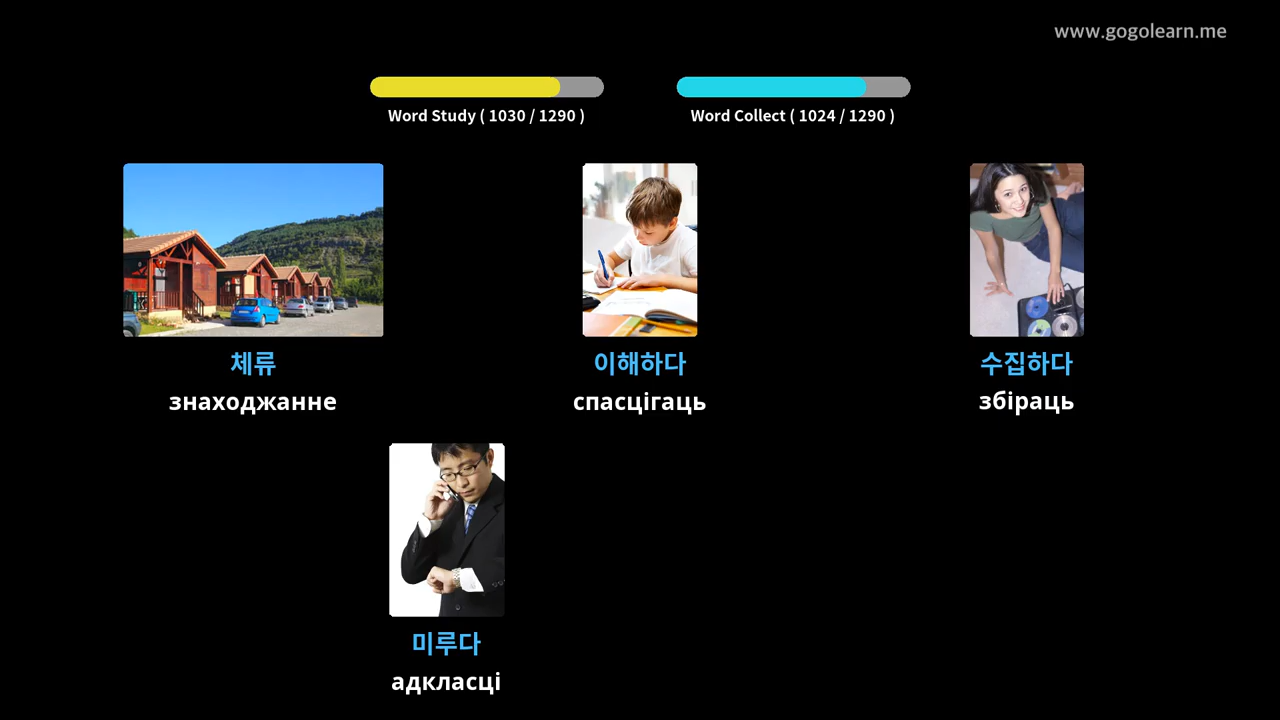 www.gogolearn.me
Word Study ( 1030 / 1290 )
Word Collect ( 1024 / 1290 )
체류
знаходжанне
이해하다
спасцігаць
수집하다
збіраць
미루다
адкласці